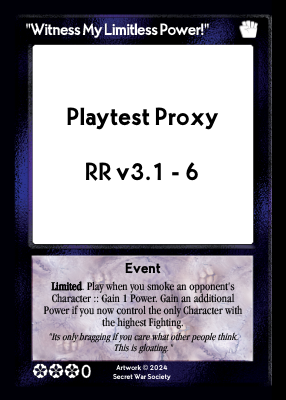 "Witness My Limitless Power!"
Playtest Proxy
RR v3.1 - 6
Event
Limited. Play when you smoke an opponent's
Character :: Gain 1 Power. Gain an additional
Power if you now control the only Character with
the highest Fighting.
"Its only bragging if you care what other people think.
This is gloating."
0
Artwork © 2024
Secret War Society